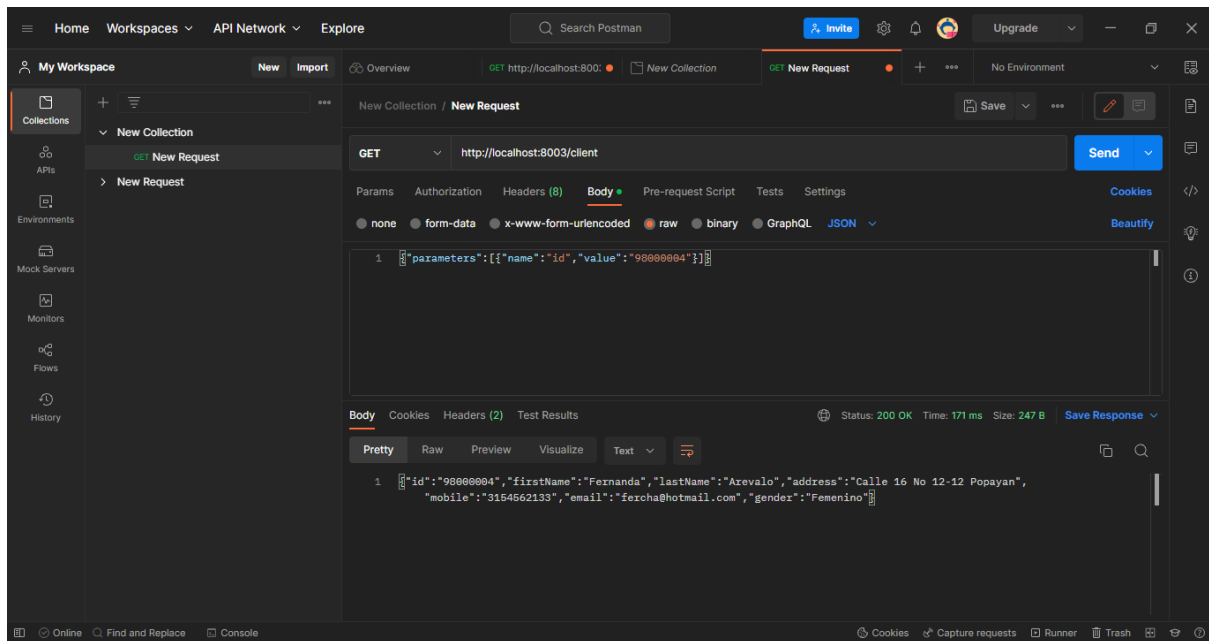 Home Workspaces API Network Explore Search Postman Invite Upgrade
My Workspace New Import Overview GET http://localhost:800: New Collection GET New Request No Environment
Collections
New Collection / New Request Save
New Collection
GET New Request
New Request
GET http://localhost:8003/client Send
APIs
Params Authorization Headers (8) Body Pre-request Script Tests Settings Cookies
Environments
none form-data x-www-form-urlencoded raw binary GraphQL JSON Beautify
1 {"parameters":[{"name":"id","value":"98000004"}]}
Mock Servers
Monitors
Flows
History
Body Cookies Headers (2) Test Results Status: 200 OK Time: 171 ms Size: 247 B Save Response
Pretty Raw Preview Visualize Text
1 {"id":"98000004","firstName":"Fernanda","lastName":"Arevalo","address":"Calle 16 No 12-12 Popayan",
"mobile":"3154562133","email":"fercha@hotmail.com","gender":"Femenino"}
Online Find and Replace Console Cookies Capture requests Runner Trash